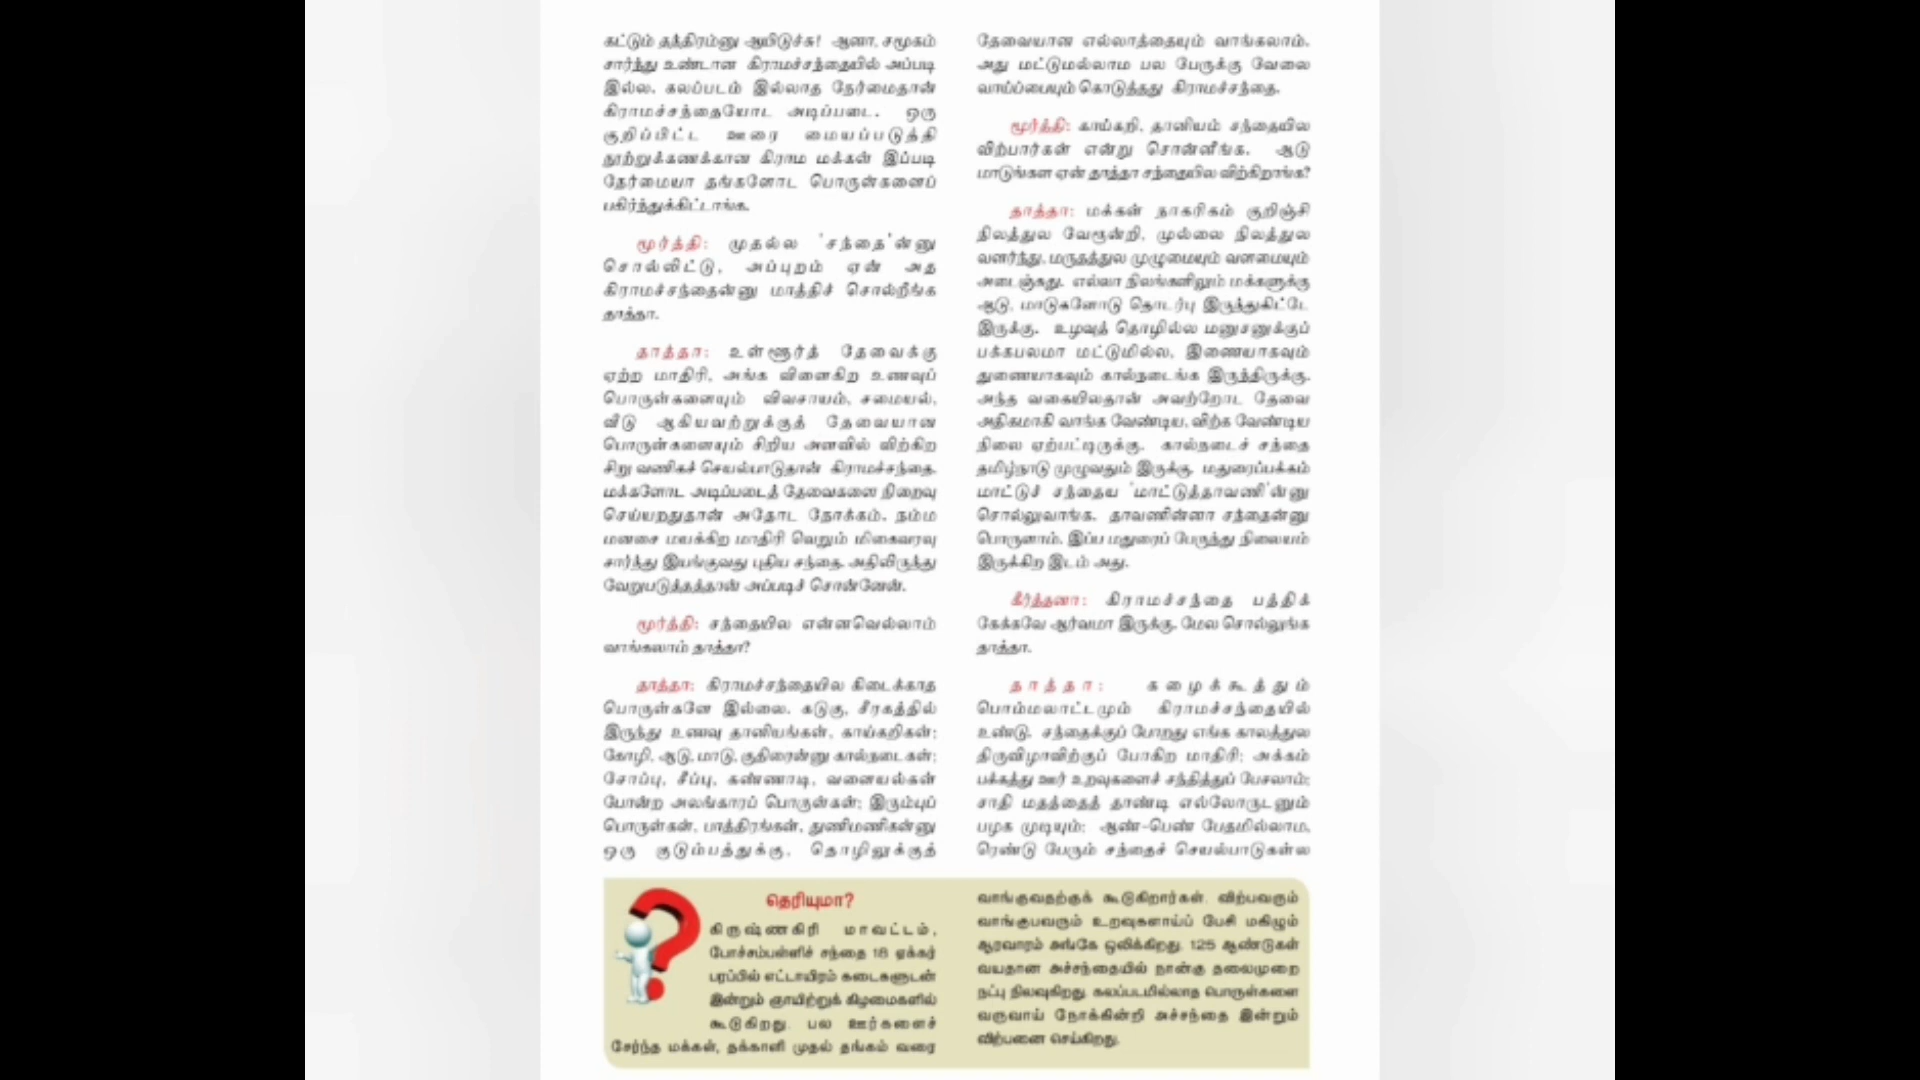 கட்டும் தந்திரம்னு ஆயிடுச்சு! ஆனா, சமூகம்
சார்ந்து உண்டான கிராமச்சந்தையில் அப்படி
இல்ல. கலப்படம் இல்லாத நேர்மைதான்
கிராமச்சந்தையோட அடிப்படை. ஒரு
குறிப்பிட்ட ஊரை மையப்படுத்தி
நூற்றுக்கணக்கான கிராம மக்கள் இப்படி
நேர்மையா தங்களோட பொருள்களைப்
பகிர்ந்துக்கிட்டாங்க.
மூர்த்தி: முதல்ல 'சந்தை'ன்னு
சொல்லிட்டு, அப்புறம் ஏன் அத
கிராமச்சந்தைன்னு மாத்திச் சொல்றீங்க
தாத்தா.
தாத்தா: உள்ளூர்த் தேவைக்கு
ஏற்ற மாதிரி, அங்க விளைகிற உணவுப்
பொருள்களையும் விவசாயம், சமையல்,
வீடு ஆகியவற்றுக்குத் தேவையான
பொருள்களையும் சிறிய அளவில் விற்கிற
சிறு வணிகச் செயல்பாடுதான் கிராமச்சந்தை.
மக்களோட அடிப்படைத் தேவைகளை நிறைவு
செய்யறதுதான் அதோட நோக்கம். நம்ம
மனசை மயக்கிற மாதிரி வெறும் மிகைவரவு
சார்ந்து இயங்குவது புதிய சந்தை. அதிலிருந்து
வேறுபடுத்தத்தான் அப்படிச் சொன்னேன்.
மூர்த்தி: சந்தையில என்னவெல்லாம்
வாங்கலாம் தாத்தா?
தாத்தா: கிராமச்சந்தையில கிடைக்காத
பொருள்களே இல்லை. கடுகு, சீரகத்தில்
இருந்து உணவு தானியங்கள், காய்கறிகள்;
கோழி, ஆடு, மாடு, குதிரைன்னு கால்நடைகள்;
சோப்பு, சீப்பு, கண்ணாடி, வளையல்கள்
போன்ற அலங்காரப் பொருள்கள்; இரும்புப்
பொருள்கள், பாத்திரங்கள், துணிமணிகள்னு
ஒரு குடும்பத்துக்கு, தொழிலுக்குத்
தேவையான எல்லாத்தையும் வாங்கலாம்.
அது மட்டுமல்லாம பல பேருக்கு வேலை
வாய்ப்பையும் கொடுத்தது கிராமச்சந்தை.
மூர்த்தி: காய்கறி, தானியம் சந்தையில
விற்பார்கள் என்று சொன்னீங்க. ஆடு
மாடுங்கள ஏன் தாத்தா சந்தையில விற்கிறாங்க?
தாத்தா: மக்கள் நாகரிகம் குறிஞ்சி
நிலத்துல வேரூன்றி, முல்லை நிலத்துல
வளர்ந்து, மருதத்துல முழுமையும் வளமையும்
அடைஞ்சுது. எல்லா நிலங்களிலும் மக்களுக்கு
ஆடு, மாடுகளோடு தொடர்பு இருந்துகிட்டே
இருக்கு. உழவுத் தொழில்ல மனுசனுக்குப்
பக்கபலமா மட்டுமில்ல, இணையாகவும்
துணையாகவும் கால்நடைங்க இருந்திருக்கு.
அந்த வகையிலதான் அவற்றோட தேவை
அதிகமாகி வாங்க வேண்டிய, விற்க வேண்டிய
நிலை ஏற்பட்டிருக்கு. கால்நடைச் சந்தை
தமிழ்நாடு முழுவதும் இருக்கு. மதுரைப்பக்கம்
மாட்டுச் சந்தைய 'மாட்டுத்தாவணி'ன்னு
சொல்லுவாங்க. தாவணின்னா சந்தைன்னு
பொருளாம். இப்ப மதுரைப் பேருந்து நிலையம்
இருக்கிற இடம் அது.
கீர்த்தனா: கிராமச்சந்தை பத்திக்
கேக்கவே ஆர்வமா இருக்கு. மேல சொல்லுங்க
தாத்தா.
தாத்தா: கழைக்கூத்தும்
பொம்மலாட்டமும் கிராமச்சந்தையில்
உண்டு. சந்தைக்குப் போறது எங்க காலத்துல
திருவிழாவிற்குப் போகிற மாதிரி; அக்கம்
பக்கத்து ஊர் உறவுகளைச் சந்தித்துப் பேசலாம்;
சாதி மதத்தைத் தாண்டி எல்லோருடனும்
பழக முடியும்; ஆண்-பெண் பேதமில்லாம,
ரெண்டு பேரும் சந்தைச் செயல்பாடுகள்ல
தெரியுமா?
கிருஷ்ணகிரி மாவட்டம்,
போச்சம்பள்ளிச் சந்தை 18 ஏக்கர்
பரப்பில் எட்டாயிரம் கடைகளுடன்
இன்றும் ஞாயிற்றுக் கிழமைகளில்
கூடுகிறது. பல ஊர்களைச்
சேர்ந்த மக்கள், தக்காளி முதல் தங்கம் வரை
வாங்குவதற்குக் கூடுகிறார்கள். விற்பவரும்
வாங்குபவரும் உறவுகளாய்ப் பேசி மகிழும்
ஆரவாரம் அங்கே ஒலிக்கிறது. 125 ஆண்டுகள்
வயதான அச்சந்தையில் நான்கு தலைமுறை
நட்பு நிலவுகிறது. கலப்படமில்லாத பொருள்களை
வருவாய் நோக்கின்றி அச்சந்தை இன்றும்
விற்பனை செய்கிறது.